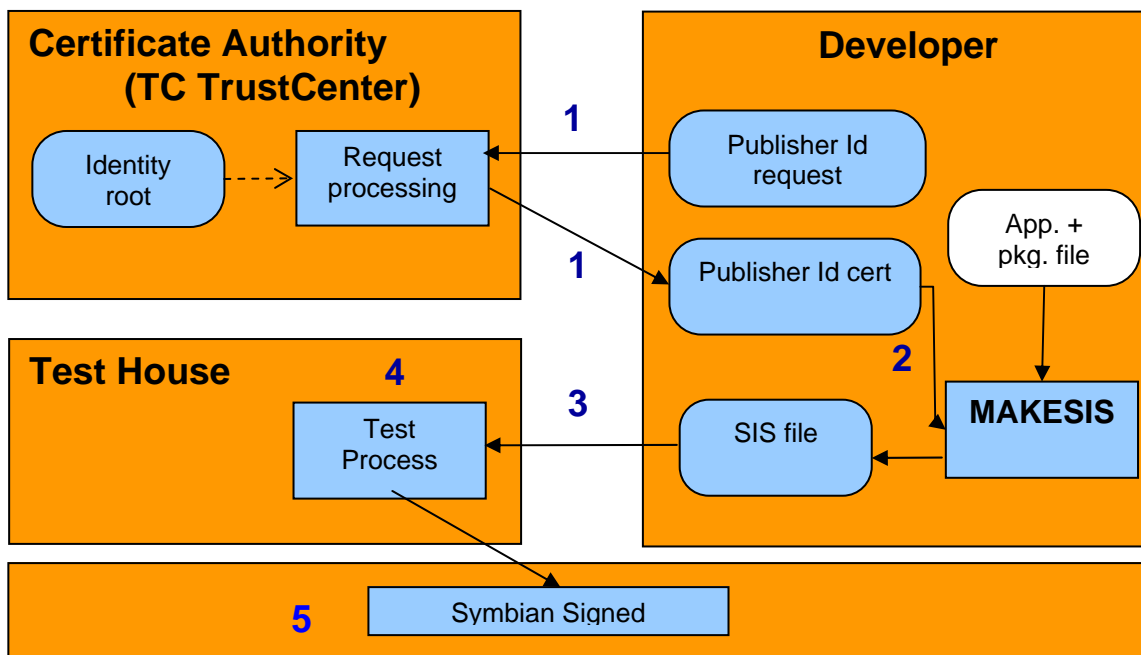 Certificate Authority
(TC TrustCenter)
Identity
root
Request
processing
1
1
Developer
Publisher Id
request
App. +
pkg. file
Publisher Id cert
2
MAKESIS
SIS file
3
Test House
4
Test
Process
5
Symbian Signed